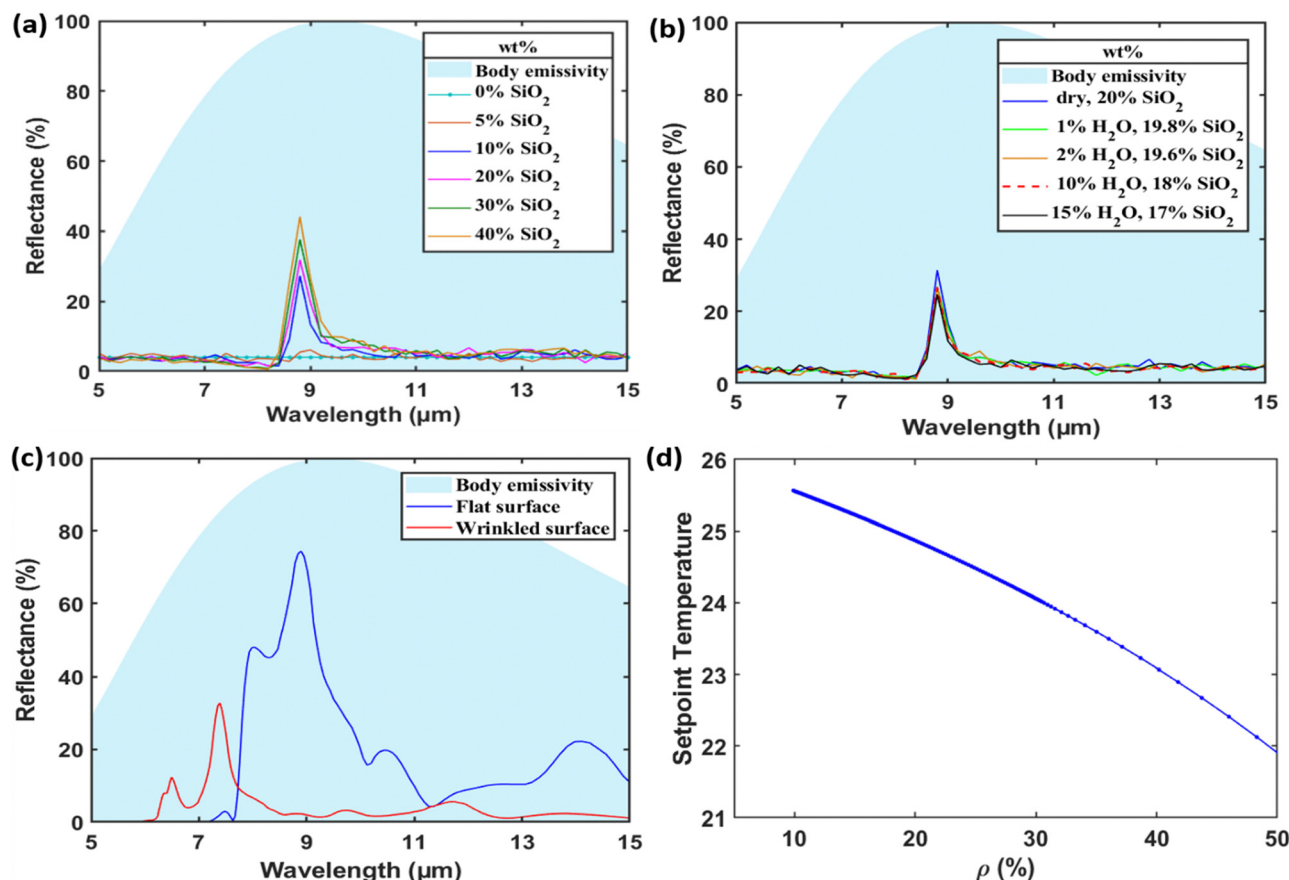 (a)
100
80
60
40
20
0
Reflectance (%)
5
7
9
11
13
15
Wavelength (μm)
wt%
Body emissivity
0% SiO2
5% SiO2
10% SiO2
20% SiO2
30% SiO2
40% SiO2
(b)
100
80
60
40
20
0
Reflectance (%)
5
7
9
11
13
15
Wavelength (μm)
wt%
Body emissivity
dry, 20% SiO2
1% H2O, 19.8% SiO2
2% H2O, 19.6% SiO2
10% H2O, 18% SiO2
15% H2O, 17% SiO2
(c)
100
80
60
40
20
0
Reflectance (%)
5
7
9
11
13
15
Wavelength (μm)
Body emissivity
Flat surface
Wrinkled surface
(d)
26
25
24
23
22
21
Setpoint Temperature
10
20
30
40
50
ρ (%)